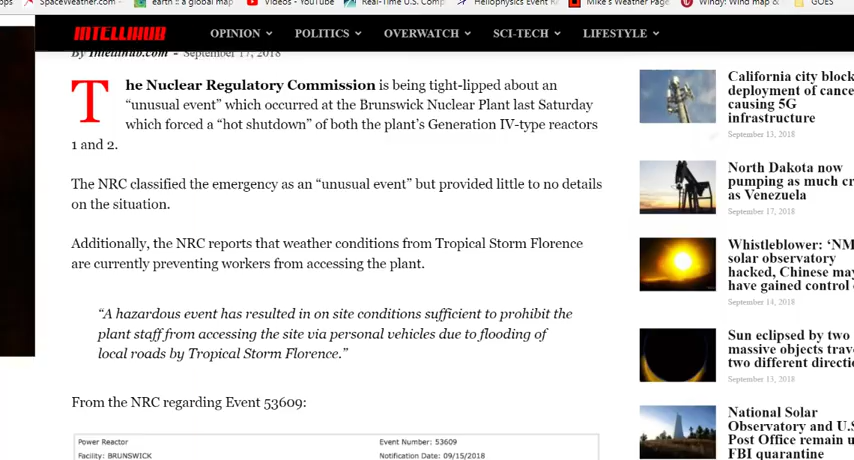 SpaceWeather.com
earth :: a global map
Videos - YouTube
Real-Time U.S. Comp
Heliophysics Event R
Mike's Weather Page
Windy: Wind map &
GOES
INTELLIHUB
OPINION
POLITICS
OVERWATCH
SCI-TECH
LIFESTYLE
By Intellihub.com - September 17, 2018
The Nuclear Regulatory Commission is being tight-lipped about an
“unusual event” which occurred at the Brunswick Nuclear Plant last Saturday
which forced a “hot shutdown” of both the plant’s Generation IV-type reactors
1 and 2.
The NRC classified the emergency as an “unusual event” but provided little to no details
on the situation.
Additionally, the NRC reports that weather conditions from Tropical Storm Florence
are currently preventing workers from accessing the plant.
“A hazardous event has resulted in on site conditions sufficient to prohibit the
plant staff from accessing the site via personal vehicles due to flooding of
local roads by Tropical Storm Florence.”
From the NRC regarding Event 53609:
Power Reactor
Event Number: 53609
Facility: BRUNSWICK
Notification Date: 09/15/2018
California city block
deployment of cance
causing 5G
infrastructure
September 13, 2018
North Dakota now
pumping as much cr
as Venezuela
September 17, 2018
Whistleblower: ‘NM
solar observatory
hacked, Chinese may
have gained control
September 14, 2018
Sun eclipsed by two
massive objects trav
two different directi
September 13, 2018
National Solar
Observatory and U.S
Post Office remain u
FBI quarantine